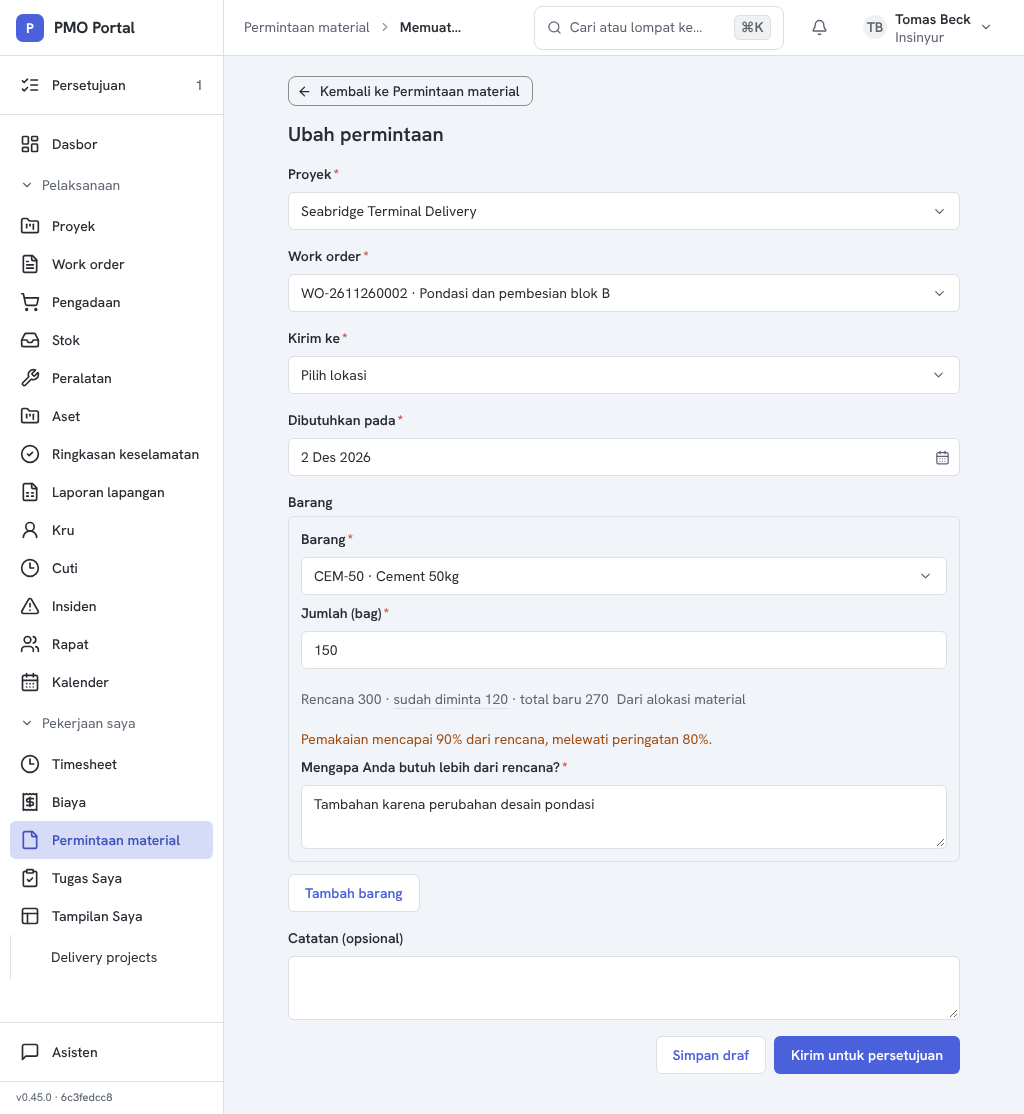 P PMO Portal
Permintaan material > Memuat...
Cari atau lompat ke... ⌘K
TB Tomas Beck
Insinyur
Persetujuan 1
Dasbor
Pelaksanaan
Proyek
Work order
Pengadaan
Stok
Peralatan
Aset
Ringkasan keselamatan
Laporan lapangan
Kru
Cuti
Insiden
Rapat
Kalender
Pekerjaan saya
Timesheet
Biaya
Permintaan material
Tugas Saya
Tampilan Saya
Delivery projects
Asisten
v0.45.0 · 6c3fedcc8
Kembali ke Permintaan material
Ubah permintaan
Proyek*
Seabridge Terminal Delivery
Work order*
WO-2611260002 · Pondasi dan pembesian blok B
Kirim ke*
Pilih lokasi
Dibutuhkan pada*
2 Des 2026
Barang
Barang*
CEM-50 · Cement 50kg
Jumlah (bag)*
150
Rencana 300 · sudah diminta 120 · total baru 270 Dari alokasi material
Pemakaian mencapai 90% dari rencana, melewati peringatan 80%.
Mengapa Anda butuh lebih dari rencana?*
Tambahan karena perubahan desain pondasi
Tambah barang
Catatan (opsional)
Simpan draf
Kirim untuk persetujuan